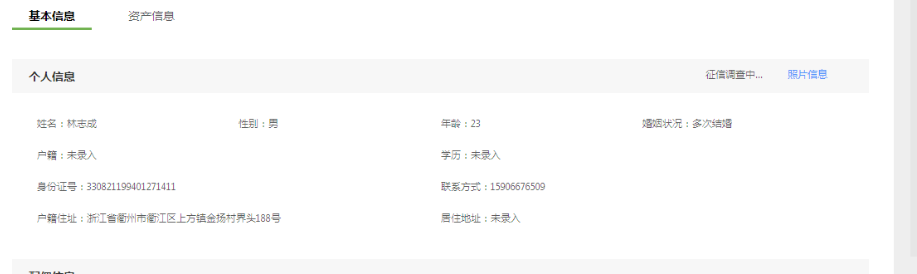 基本信息 资产信息
个人信息 征信调查中... 照片信息
姓名：林志成 性别：男 年龄：23 婚姻状况：多次结婚
户籍：未录入 学历：未录入
身份证号：330821199401271411 联系方式：15906676509
户籍住址：浙江省衢州市衢江区上方镇金扬村界头188号 居住地址：未录入